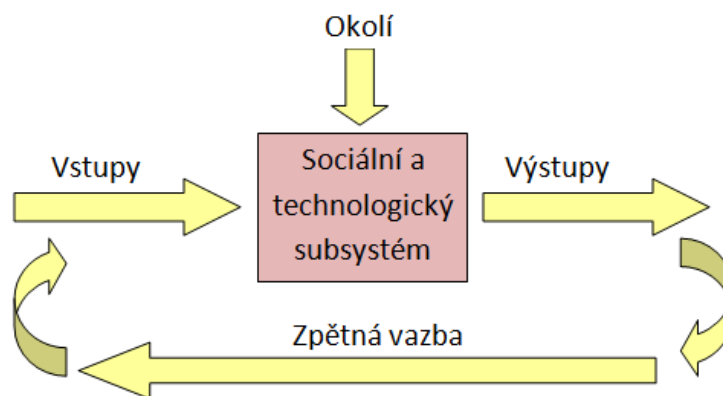 Okolí
Vstupy
Sociální a
technologický
subsystém
Výstupy
Zpětná vazba